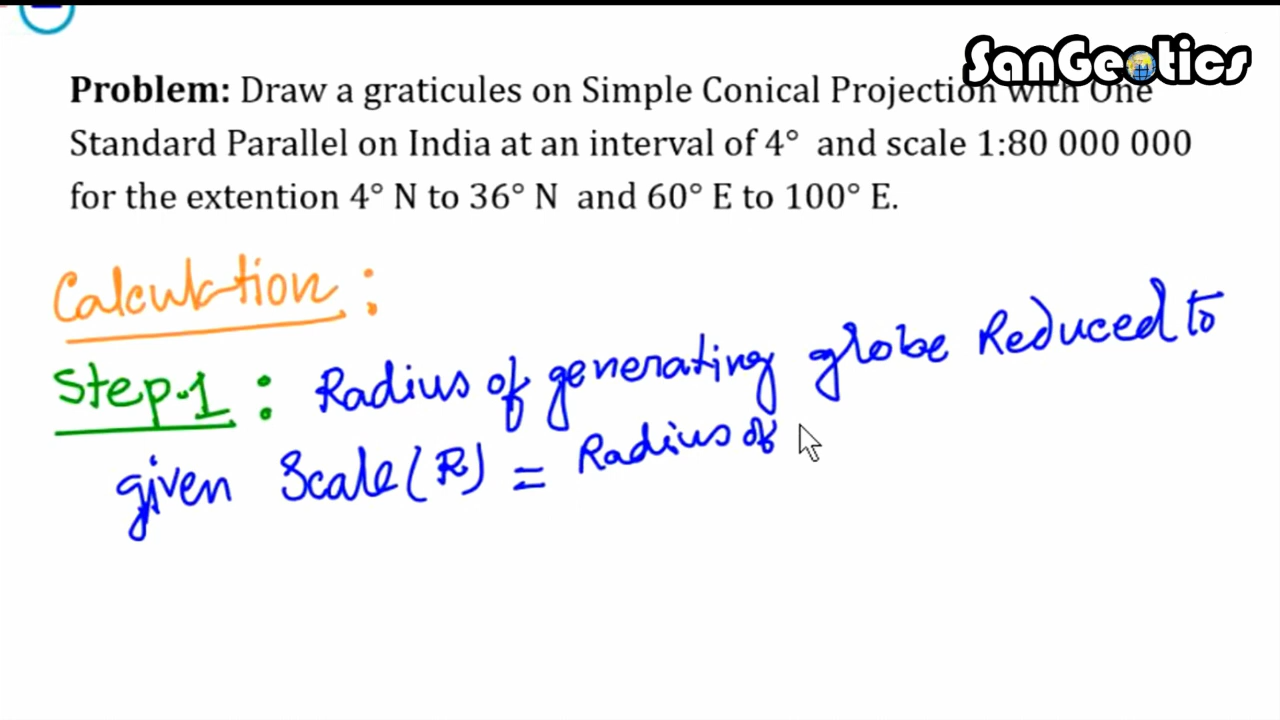 SanGeotics
Problem: Draw a graticules on Simple Conical Projection with One
Standard Parallel on India at an interval of 4° and scale 1:80 000 000
for the extention 4° N to 36° N and 60° E to 100° E.
Calculation:
Step-1: Radius of generating globe Reduced to
given Scale (R) = Radius of